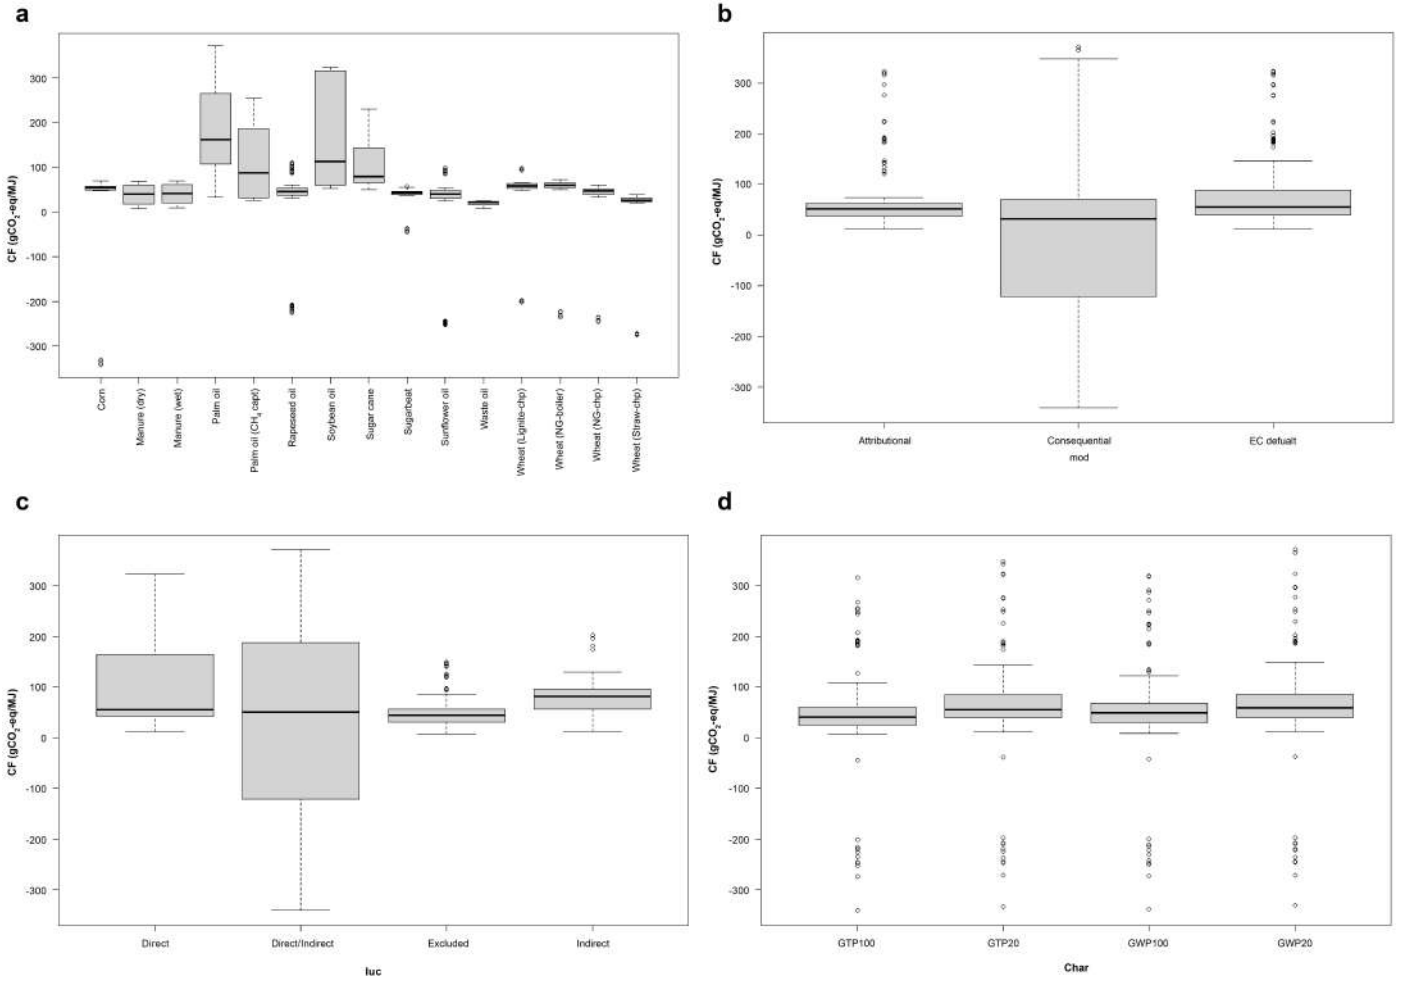 a
CF (gCO₂-eq/MJ)
300
200
100
0
-100
-200
-300
Corn
Manure (dry)
Manure (wet)
Palm oil
Palm oil (CH₄ capt)
Rapeseed oil
Soybean oil
Sugar cane
Sugarbeat
Sunflower oil
Waste oil
Wheat (Lignite-chp)
Wheat (NG-boiler)
Wheat (NG-chp)
Wheat (Straw-chp)
b
CF (gCO₂-eq/MJ)
300
200
100
0
-100
-200
-300
Attributional
Consequential
EC defualt
mod
c
CF (gCO₂-eq/MJ)
300
200
100
0
-100
-200
-300
Direct
Direct/Indirect
Excluded
Indirect
luc
d
CF (gCO₂-eq/MJ)
300
200
100
0
-100
-200
-300
GTP100
GTP20
GWP100
GWP20
Char